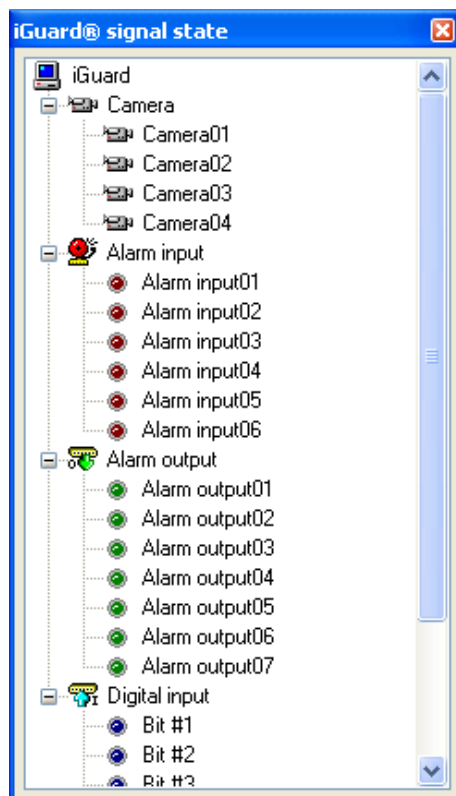 iGuard® signal state
iGuard
Camera
Camera01
Camera02
Camera03
Camera04
Alarm input
Alarm input01
Alarm input02
Alarm input03
Alarm input04
Alarm input05
Alarm input06
Alarm output
Alarm output01
Alarm output02
Alarm output03
Alarm output04
Alarm output05
Alarm output06
Alarm output07
Digital input
Bit #1
Bit #2
Bit #3